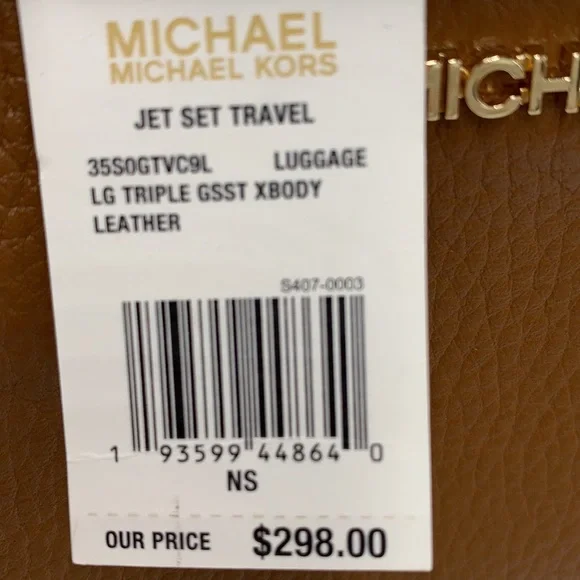 MICHAEL
MICHAEL KORS
JET SET TRAVEL
35S0GTVC9L LUGGAGE
LG TRIPLE GSST XBODY
LEATHER
S407-0003
1 93599 44864 0
NS
OUR PRICE $298.00
MICH